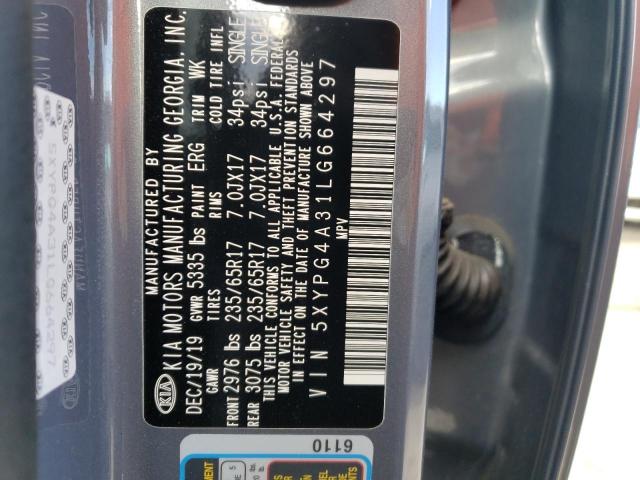 MANUFACTURED BY
KIA KIA MOTORS MANUFACTURING GEORGIA, INC.
DEC/19/19 GVWR 5335 lbs PAINT ERG TRIM WK
GAWR TIRES RIMS COLD TIRE INFL
FRONT 2976 lbs 235/65R17 7.0JX17 34psi SINGLE
REAR 3075 lbs 235/65R17 7.0JX17 34psi SINGLE
THIS VEHICLE CONFORMS TO ALL APPLICABLE U.S.A. FEDERAL
MOTOR VEHICLE SAFETY AND THEFT PREVENTION STANDARDS
IN EFFECT ON THE DATE OF MANUFACTURE SHOWN ABOVE
VIN 5XYPG4A31LG664297
MPV
5XYPG4A31LG664297
6110